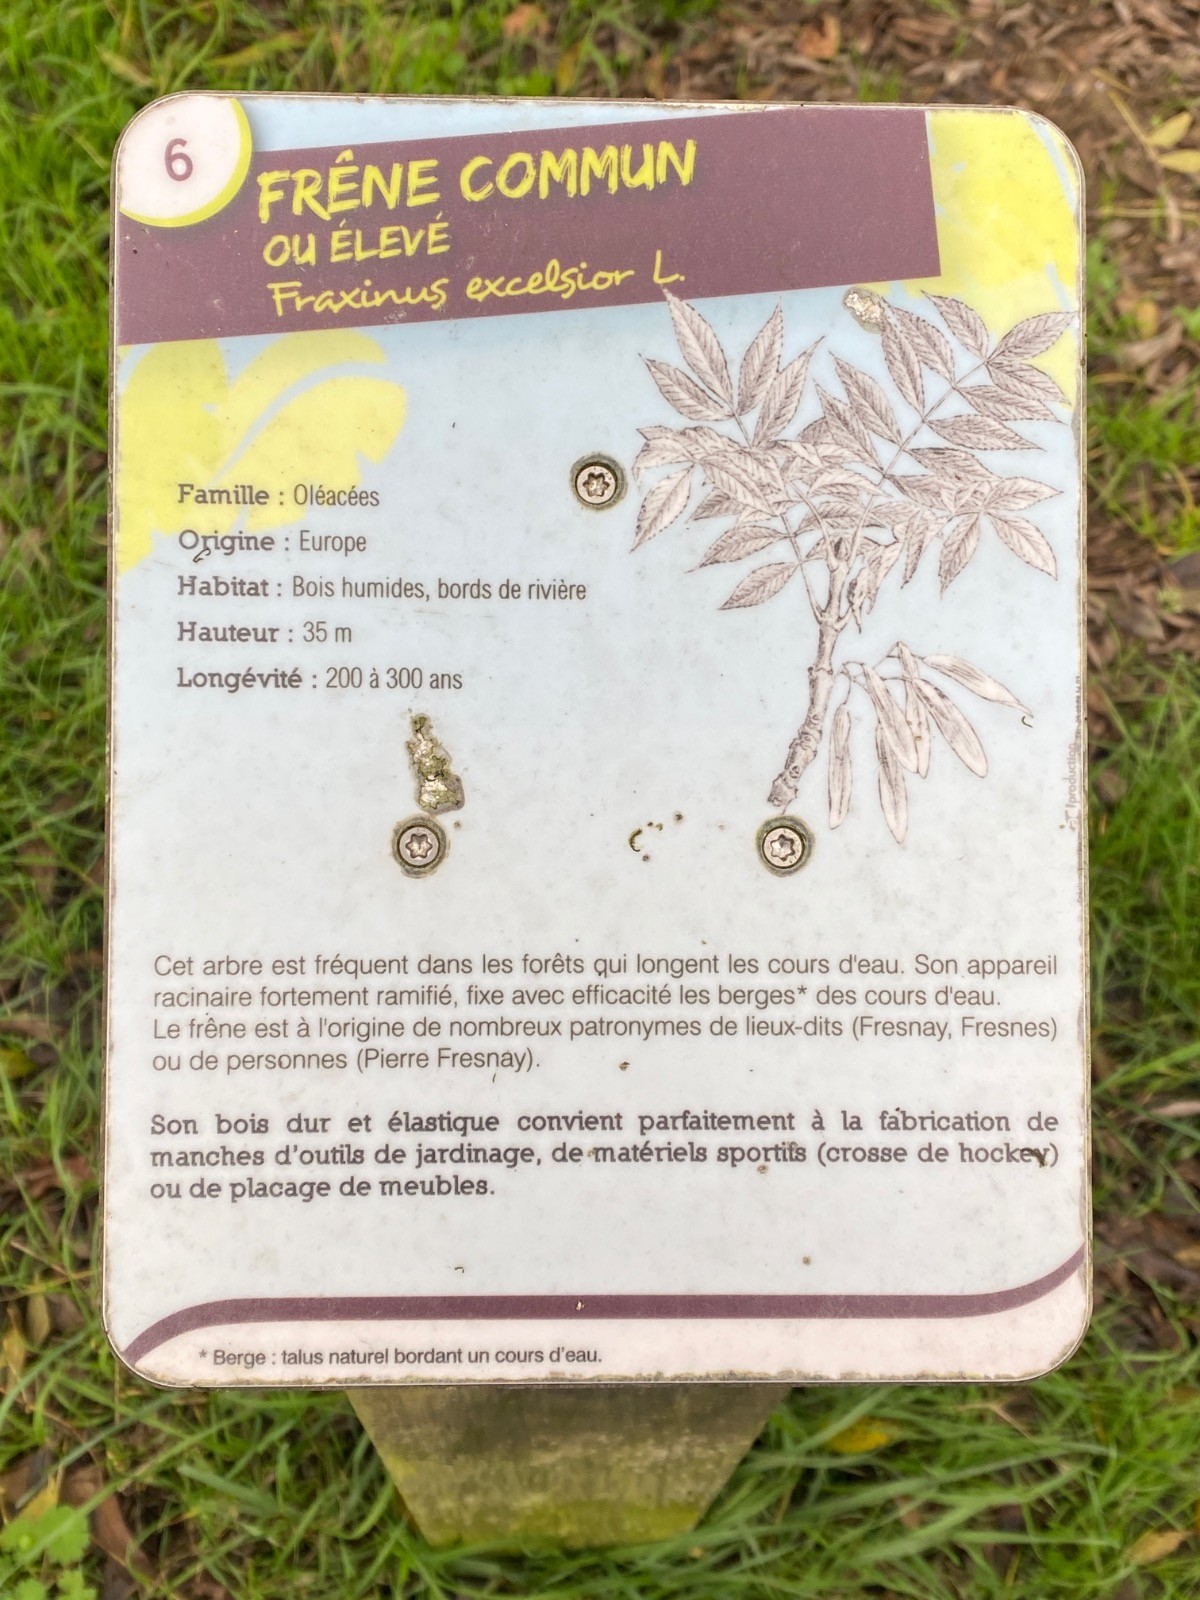 6
FRÊNE COMMUN
OU ÉLEVÉ
Fraxinus excelsior L.
Famille : Oléacées
Origine : Europe
Habitat : Bois humides, bords de rivière
Hauteur : 35 m
Longévité : 200 à 300 ans
Cet arbre est fréquent dans les forêts qui longent les cours d'eau. Son appareil
racinaire fortement ramifié, fixe avec efficacité les berges* des cours d'eau.
Le frêne est à l'origine de nombreux patronymes de lieux-dits (Fresnay, Fresnes)
ou de personnes (Pierre Fresnay).
Son bois dur et élastique convient parfaitement à la fabrication de
manches d'outils de jardinage, de matériels sportifs (crosse de hockey)
ou de placage de meubles.
* Berge : talus naturel bordant un cours d'eau.